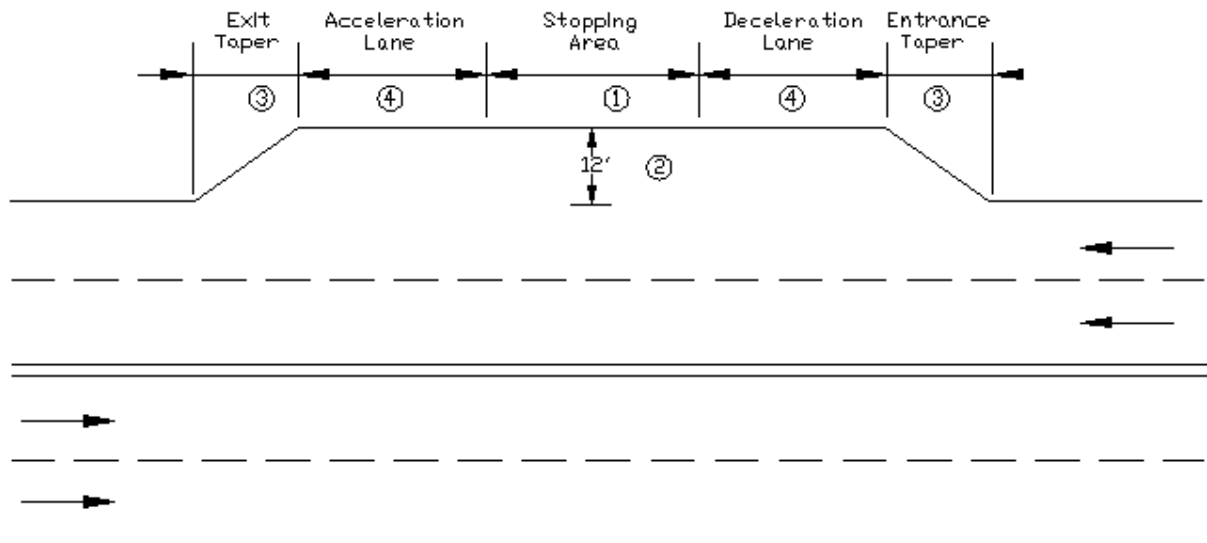 Exit
Taper
Acceleration
Lane
Stopping
Area
Deceleration
Lane
Entrance
Taper
③
④
①
④
③
12'
②